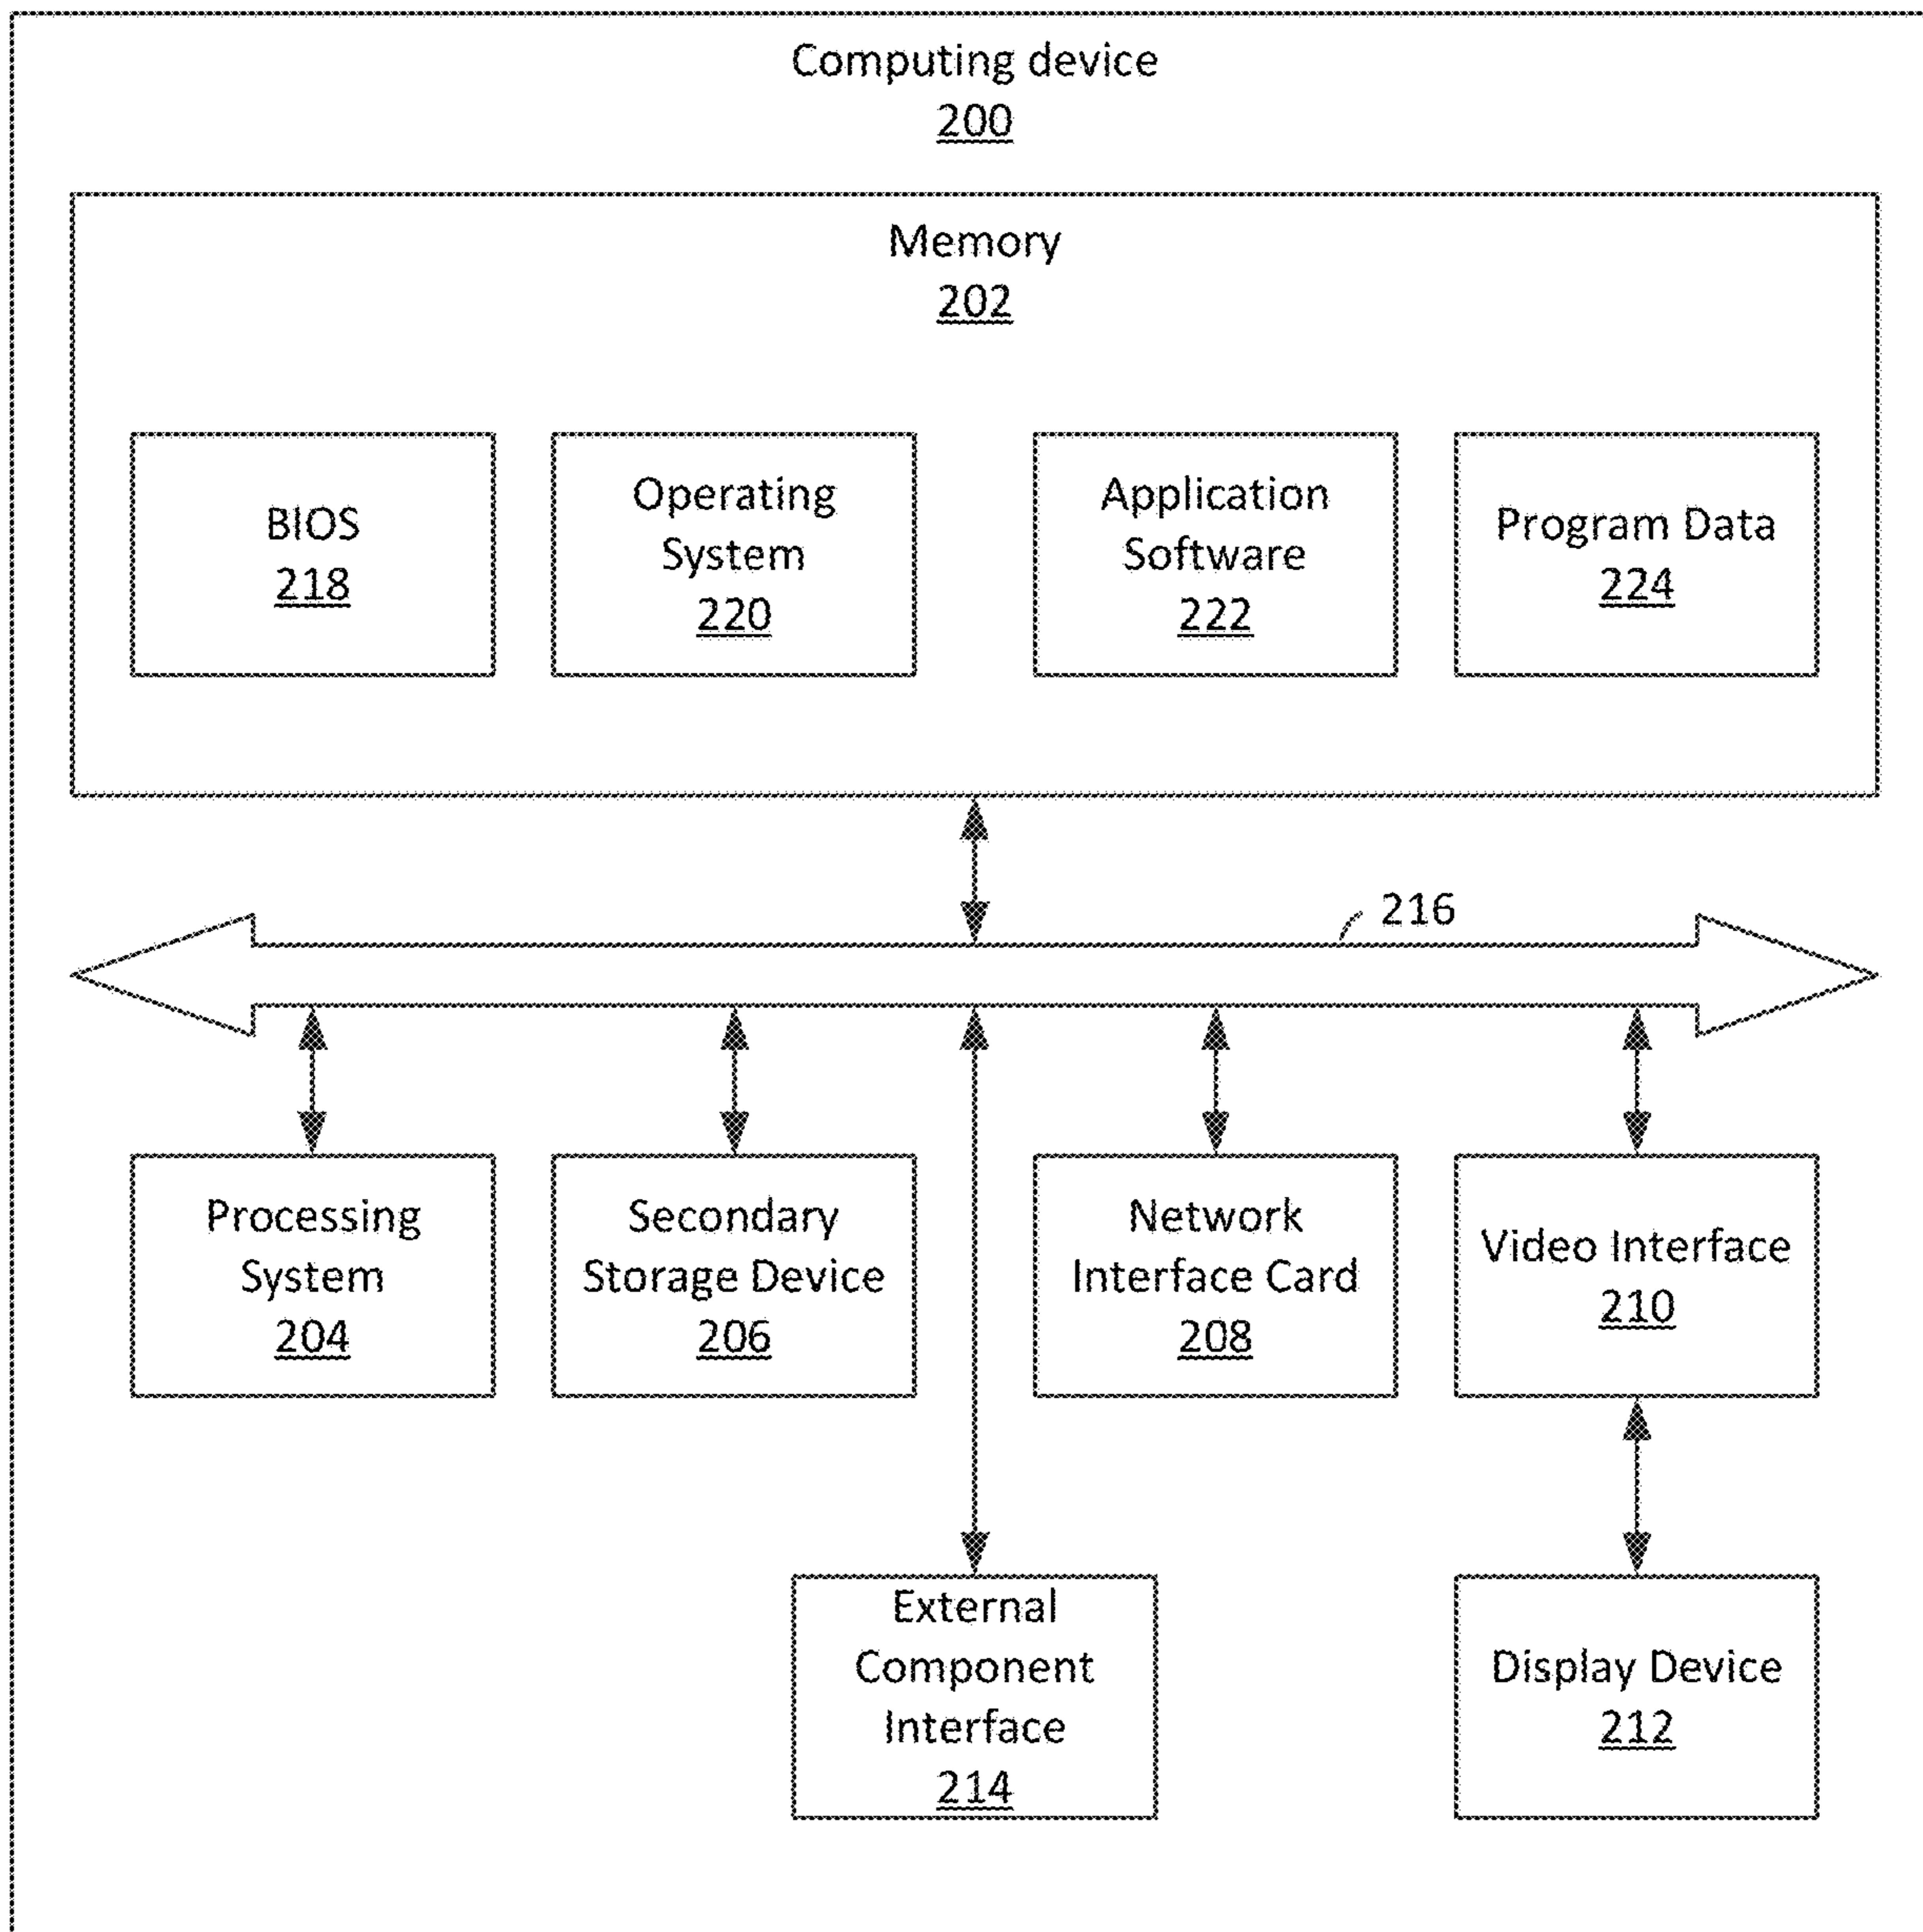 Computing device
200
Memory
202
BIOS
218
Operating
System
220
Application
Software
222
Program Data
224
216
Processing
System
204
Secondary
Storage Device
206
Network
Interface Card
208
Video Interface
210
External
Component
Interface
214
Display Device
212